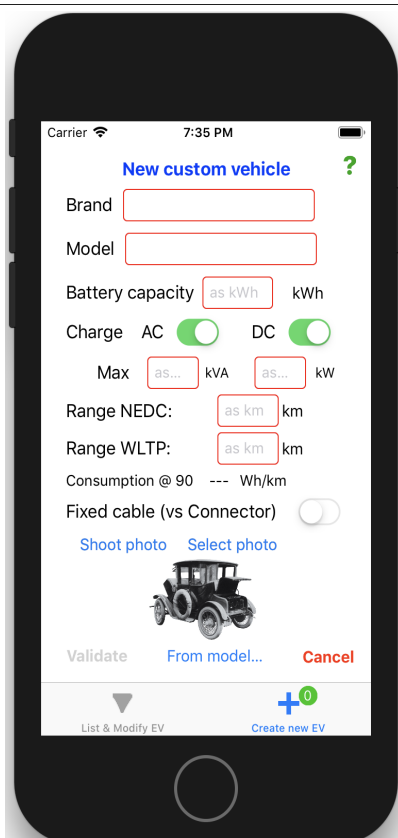 Carrier 7:35 PM
New custom vehicle ?
Brand
Model
Battery capacity as kWh kWh
Charge AC DC
Max as... kVA as... kW
Range NEDC: as km km
Range WLTP: as km km
Consumption @ 90 --- Wh/km
Fixed cable (vs Connector)
Shoot photo Select photo
Validate From model... Cancel
0
List & Modify EV Create new EV